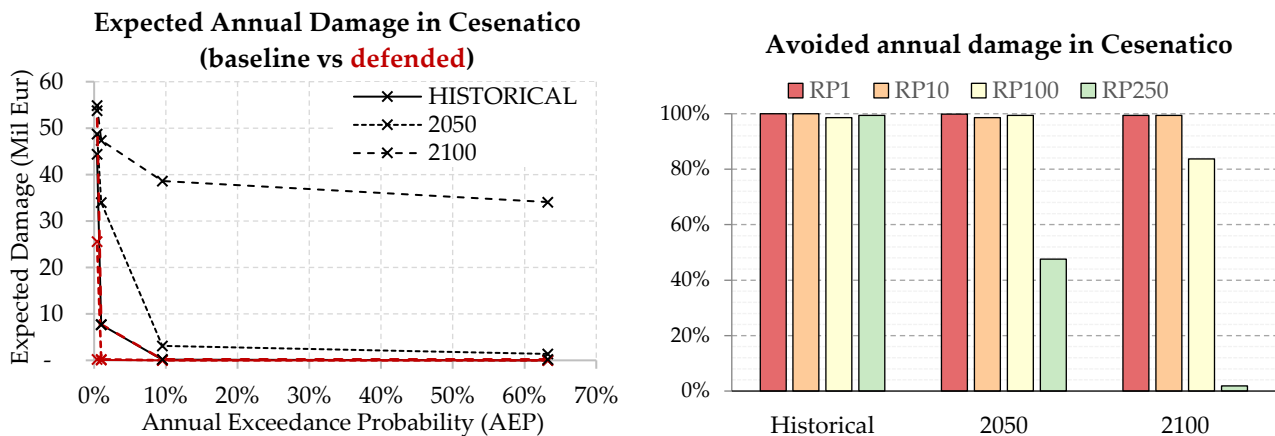 Expected Annual Damage in Cesenatico
(baseline vs defended)
Expected Damage (Mil Eur)
60
50
40
30
20
10
-
HISTORICAL
2050
2100
0% 10% 20% 30% 40% 50% 60% 70%
Annual Exceedance Probability (AEP)
Avoided annual damage in Cesenatico
RP1 RP10 RP100 RP250
100%
80%
60%
40%
20%
0%
Historical 2050 2100